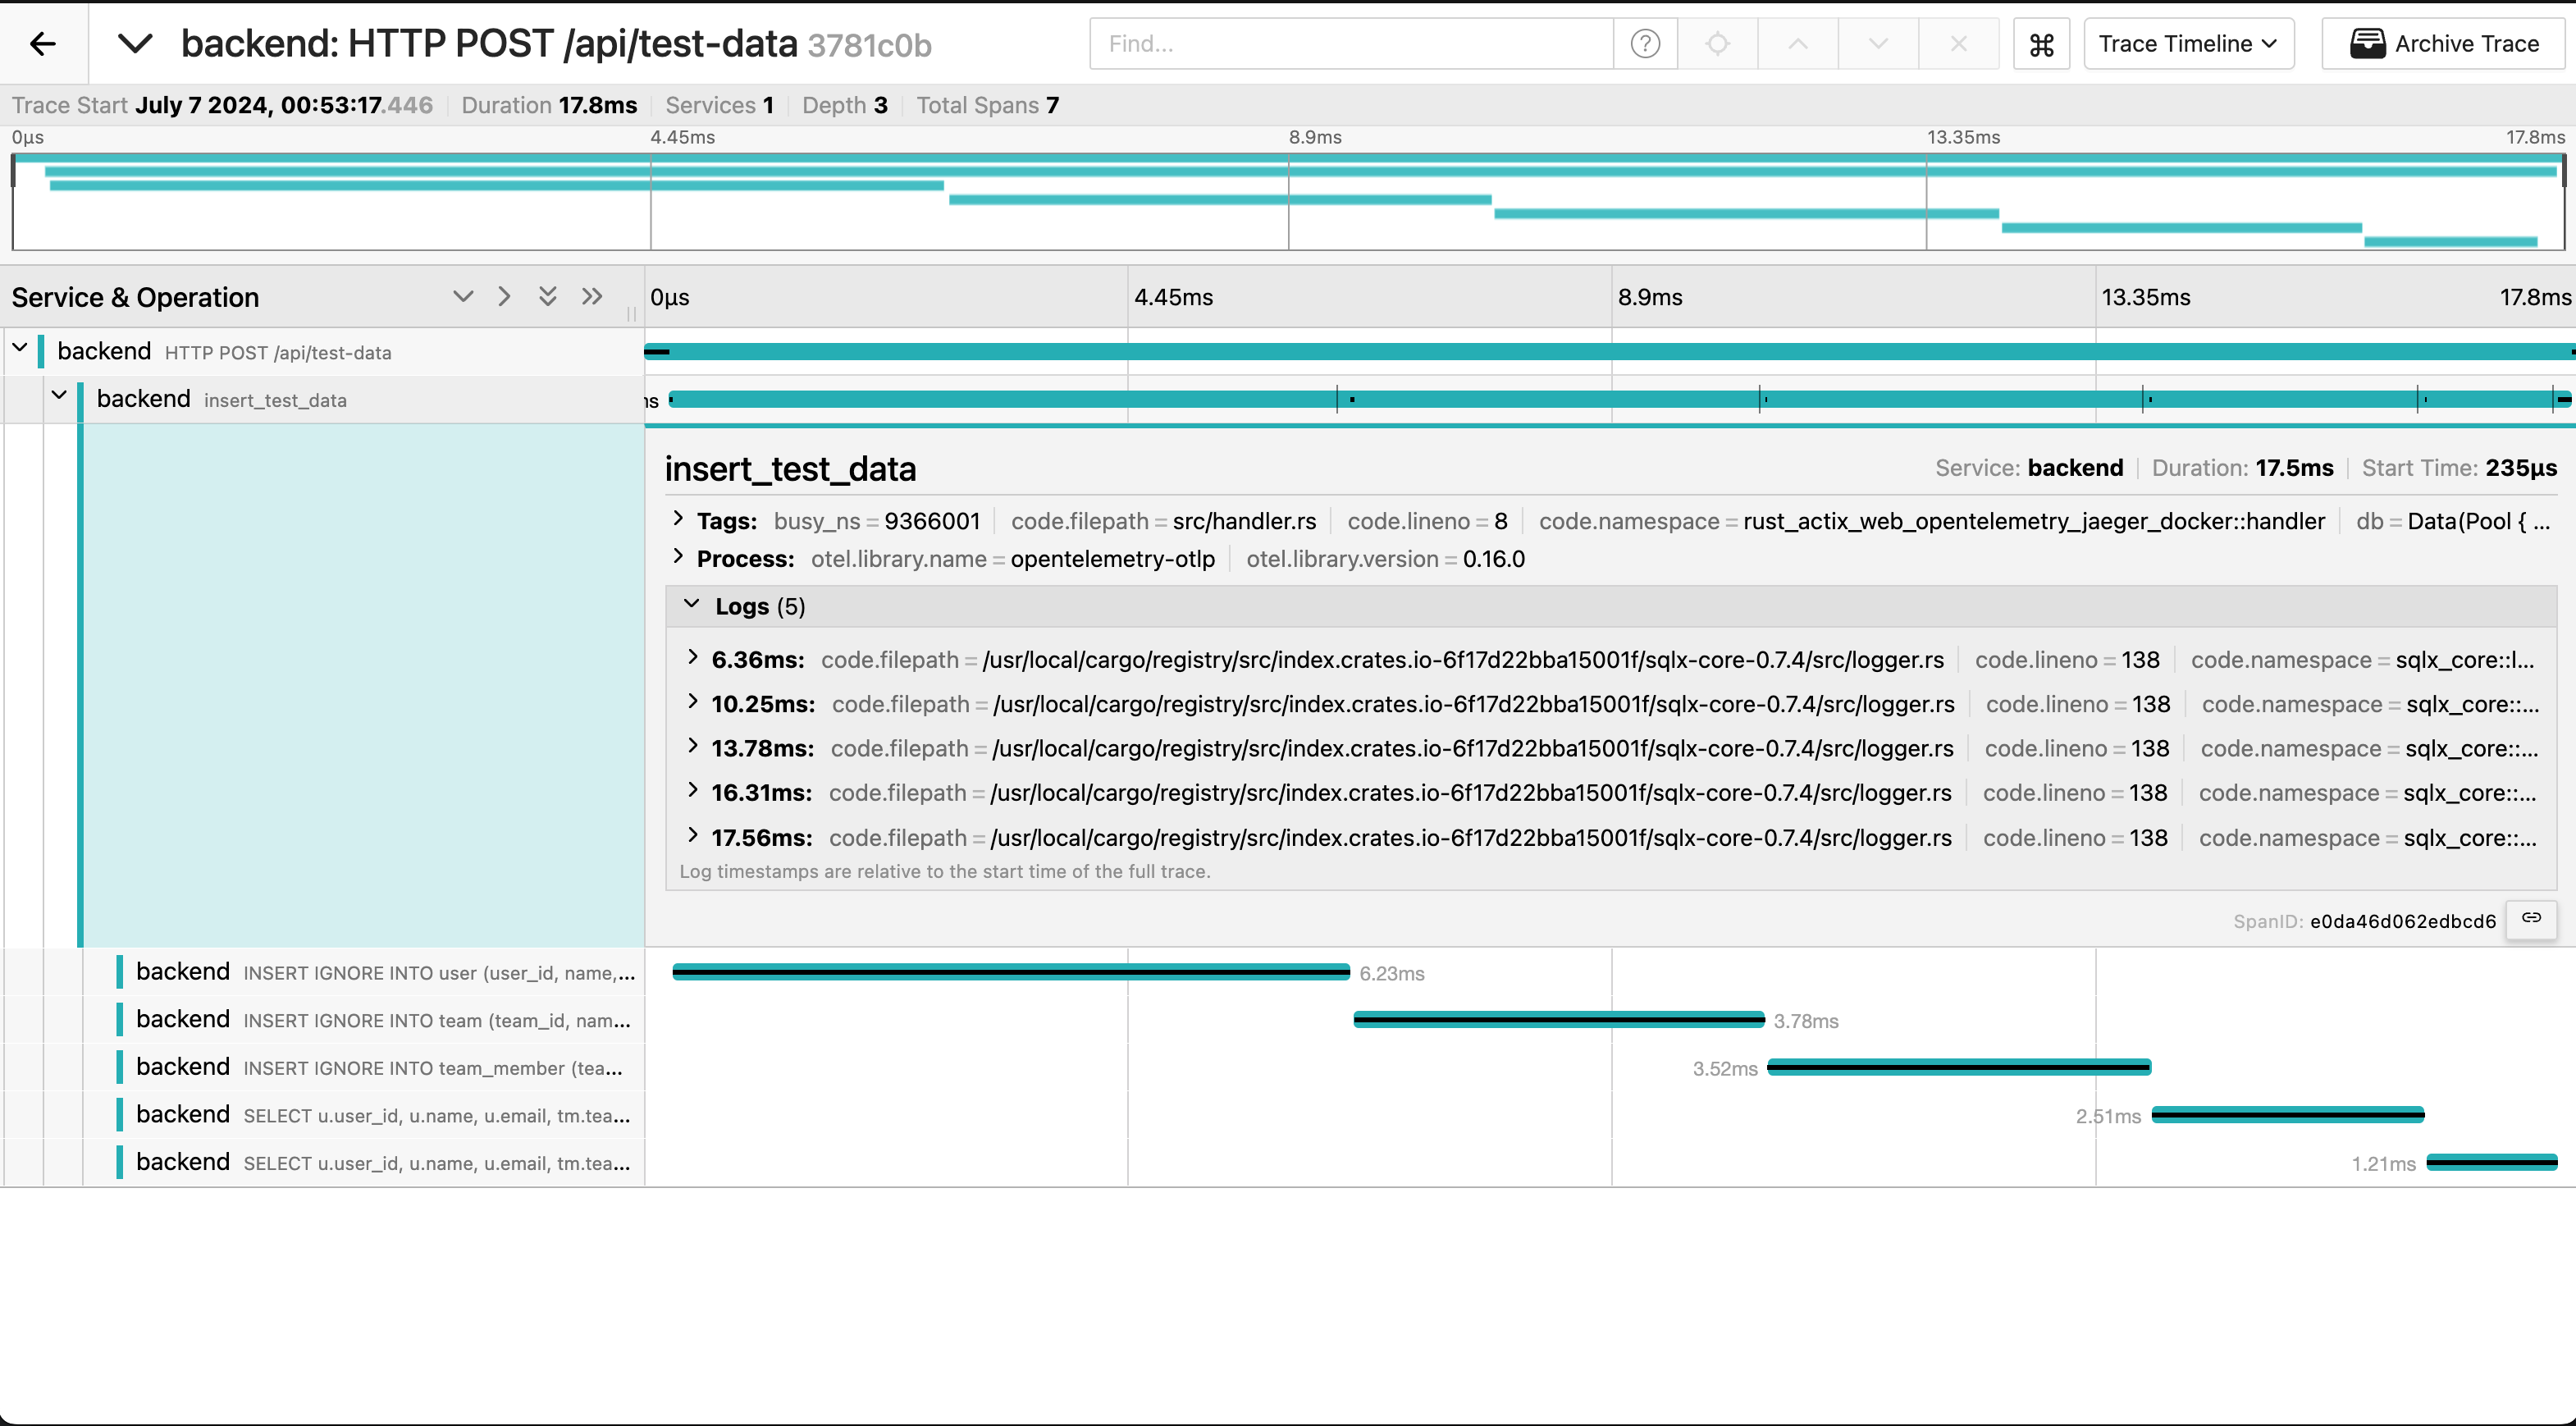 backend: HTTP POST /api/test-data 3781c0b Find... Trace Timeline Archive Trace
Trace Start July 7 2024, 00:53:17.446 Duration 17.8ms Services 1 Depth 3 Total Spans 7
0μs 4.45ms 8.9ms 13.35ms 17.8ms
Service & Operation 0μs 4.45ms 8.9ms 13.35ms 17.8ms
backend HTTP POST /api/test-data
backend insert_test_data
insert_test_data Service: backend Duration: 17.5ms Start Time: 235μs
Tags: busy_ns = 9366001 code.filepath = src/handler.rs code.lineno = 8 code.namespace = rust_actix_web_opentelemetry_jaeger_docker::handler db = Data(Pool { ...
Process: otel.library.name = opentelemetry-otlp otel.library.version = 0.16.0
Logs (5)
6.36ms: code.filepath = /usr/local/cargo/registry/src/index.crates.io-6f17d22bba15001f/sqlx-core-0.7.4/src/logger.rs code.lineno = 138 code.namespace = sqlx_core::l...
10.25ms: code.filepath = /usr/local/cargo/registry/src/index.crates.io-6f17d22bba15001f/sqlx-core-0.7.4/src/logger.rs code.lineno = 138 code.namespace = sqlx_core::...
13.78ms: code.filepath = /usr/local/cargo/registry/src/index.crates.io-6f17d22bba15001f/sqlx-core-0.7.4/src/logger.rs code.lineno = 138 code.namespace = sqlx_core::...
16.31ms: code.filepath = /usr/local/cargo/registry/src/index.crates.io-6f17d22bba15001f/sqlx-core-0.7.4/src/logger.rs code.lineno = 138 code.namespace = sqlx_core::...
17.56ms: code.filepath = /usr/local/cargo/registry/src/index.crates.io-6f17d22bba15001f/sqlx-core-0.7.4/src/logger.rs code.lineno = 138 code.namespace = sqlx_core::...
Log timestamps are relative to the start time of the full trace.
SpanID: e0da46d062edbcd6
backend INSERT IGNORE INTO user (user_id, name,... 6.23ms
backend INSERT IGNORE INTO team (team_id, nam... 3.78ms
backend INSERT IGNORE INTO team_member (tea... 3.52ms
backend SELECT u.user_id, u.name, u.email, tm.tea... 2.51ms
backend SELECT u.user_id, u.name, u.email, tm.tea... 1.21ms